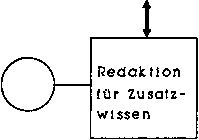 Redaktion
für Zusatz-
wissen